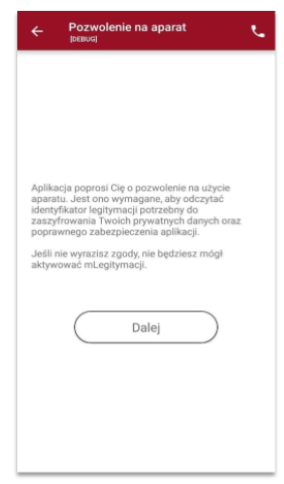 Pozwolenie na aparat
[DEBUG]
Aplikacja poprosi Cię o pozwolenie na użycie
aparatu. Jest ono wymagane, aby odczytać
identyfikator legitymacji potrzebny do
zaszyfrowania Twoich prywatnych danych oraz
poprawnego zabezpieczenia aplikacji.
Jeśli nie wyrazisz zgody, nie będziesz mógł
aktywować mLegitymacji.
Dalej